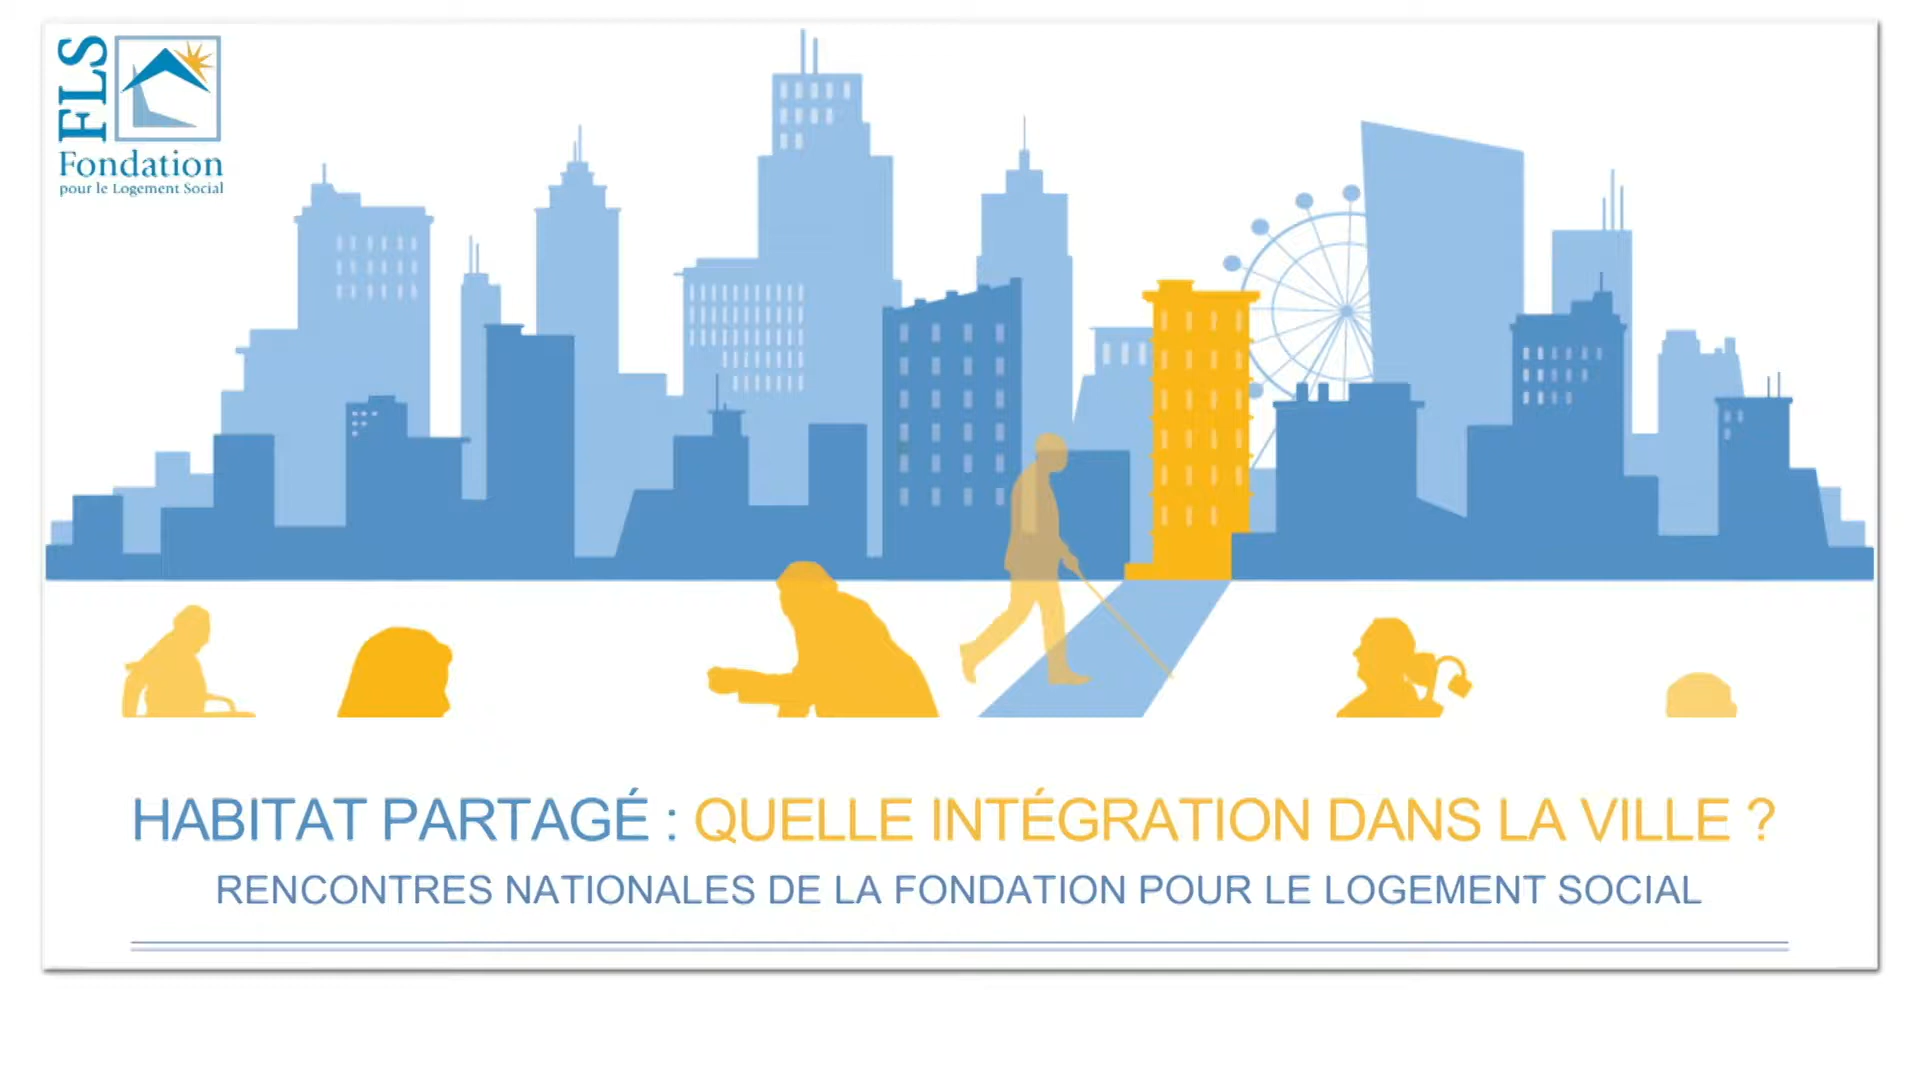 FLS
Fondation
pour le Logement Social
HABITAT PARTAGÉ : QUELLE INTÉGRATION DANS LA VILLE ?
RENCONTRES NATIONALES DE LA FONDATION POUR LE LOGEMENT SOCIAL